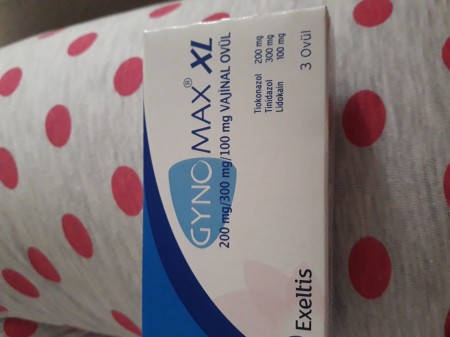 GYNOMAX® XL
200 mg/300 mg/100 mg VAJİNAL OVÜL
Tiokonazol 200 mg
Tinidazol 300 mg
Lidokain 100 mg
3 Ovül
Exeltis